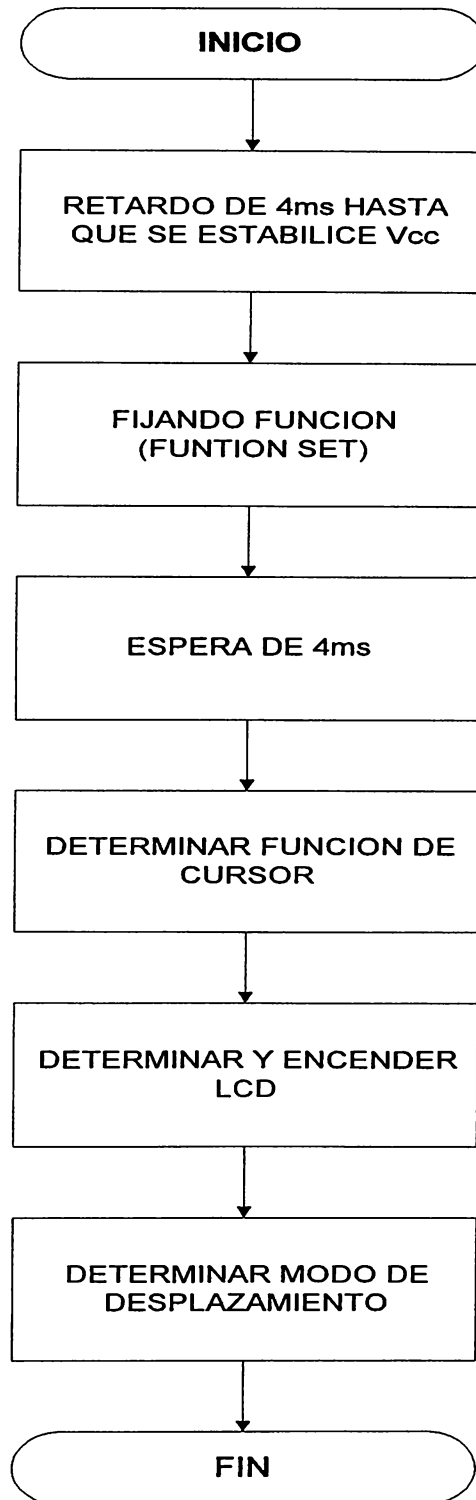 INICIO
RETARDO DE 4ms HASTA
QUE SE ESTABILICE Vcc
FIJANDO FUNCION
(FUNTION SET)
ESPERA DE 4ms
DETERMINAR FUNCION DE
CURSOR
DETERMINAR Y ENCENDER
LCD
DETERMINAR MODO DE
DESPLAZAMIENTO
FIN